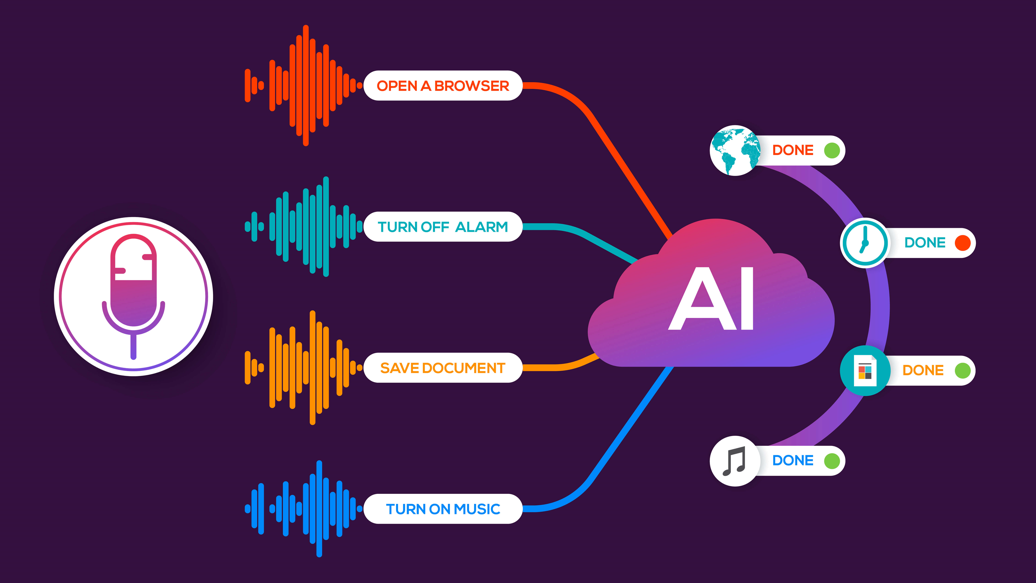 OPEN A BROWSER
TURN OFF ALARM
SAVE DOCUMENT
TURN ON MUSIC
AI
DONE
DONE
DONE
DONE